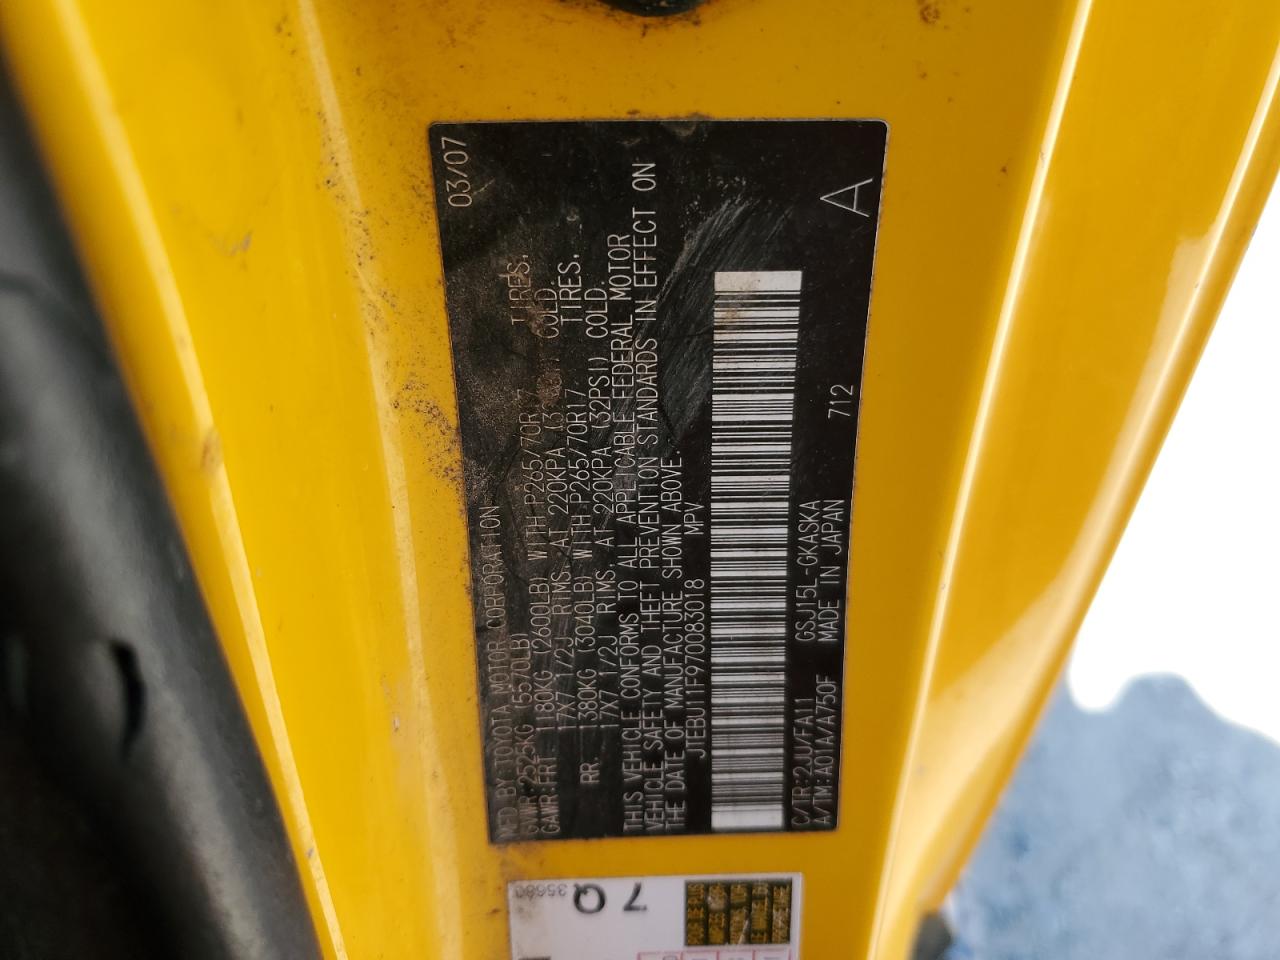 MFD BY TOYOTA MOTOR CORPORATION 03/07
GVWR:2525KG (5570LB)
GAWR:FRT. 1180KG (2600LB) WITH P265/70R17 TIRES,
17X7 1/2J RIMS, AT 220KPA COLD.
RR. 1380KG (3040LB) WITH P265/70R17 TIRES,
17X7 1/2J RIMS, AT 220KPA (32PSI) COLD.
THIS VEHICLE CONFORMS TO ALL APPLICABLE FEDERAL MOTOR
VEHICLE SAFETY AND THEFT PREVENTION STANDARDS IN EFFECT ON
THE DATE OF MANUFACTURE SHOWN ABOVE.
JTEBU11F970083018 MPV
C/TR:2JU/FA11 GSJ15L-GKASKA 712
A/TM:A01A/A750F MADE IN JAPAN
A
7 Q